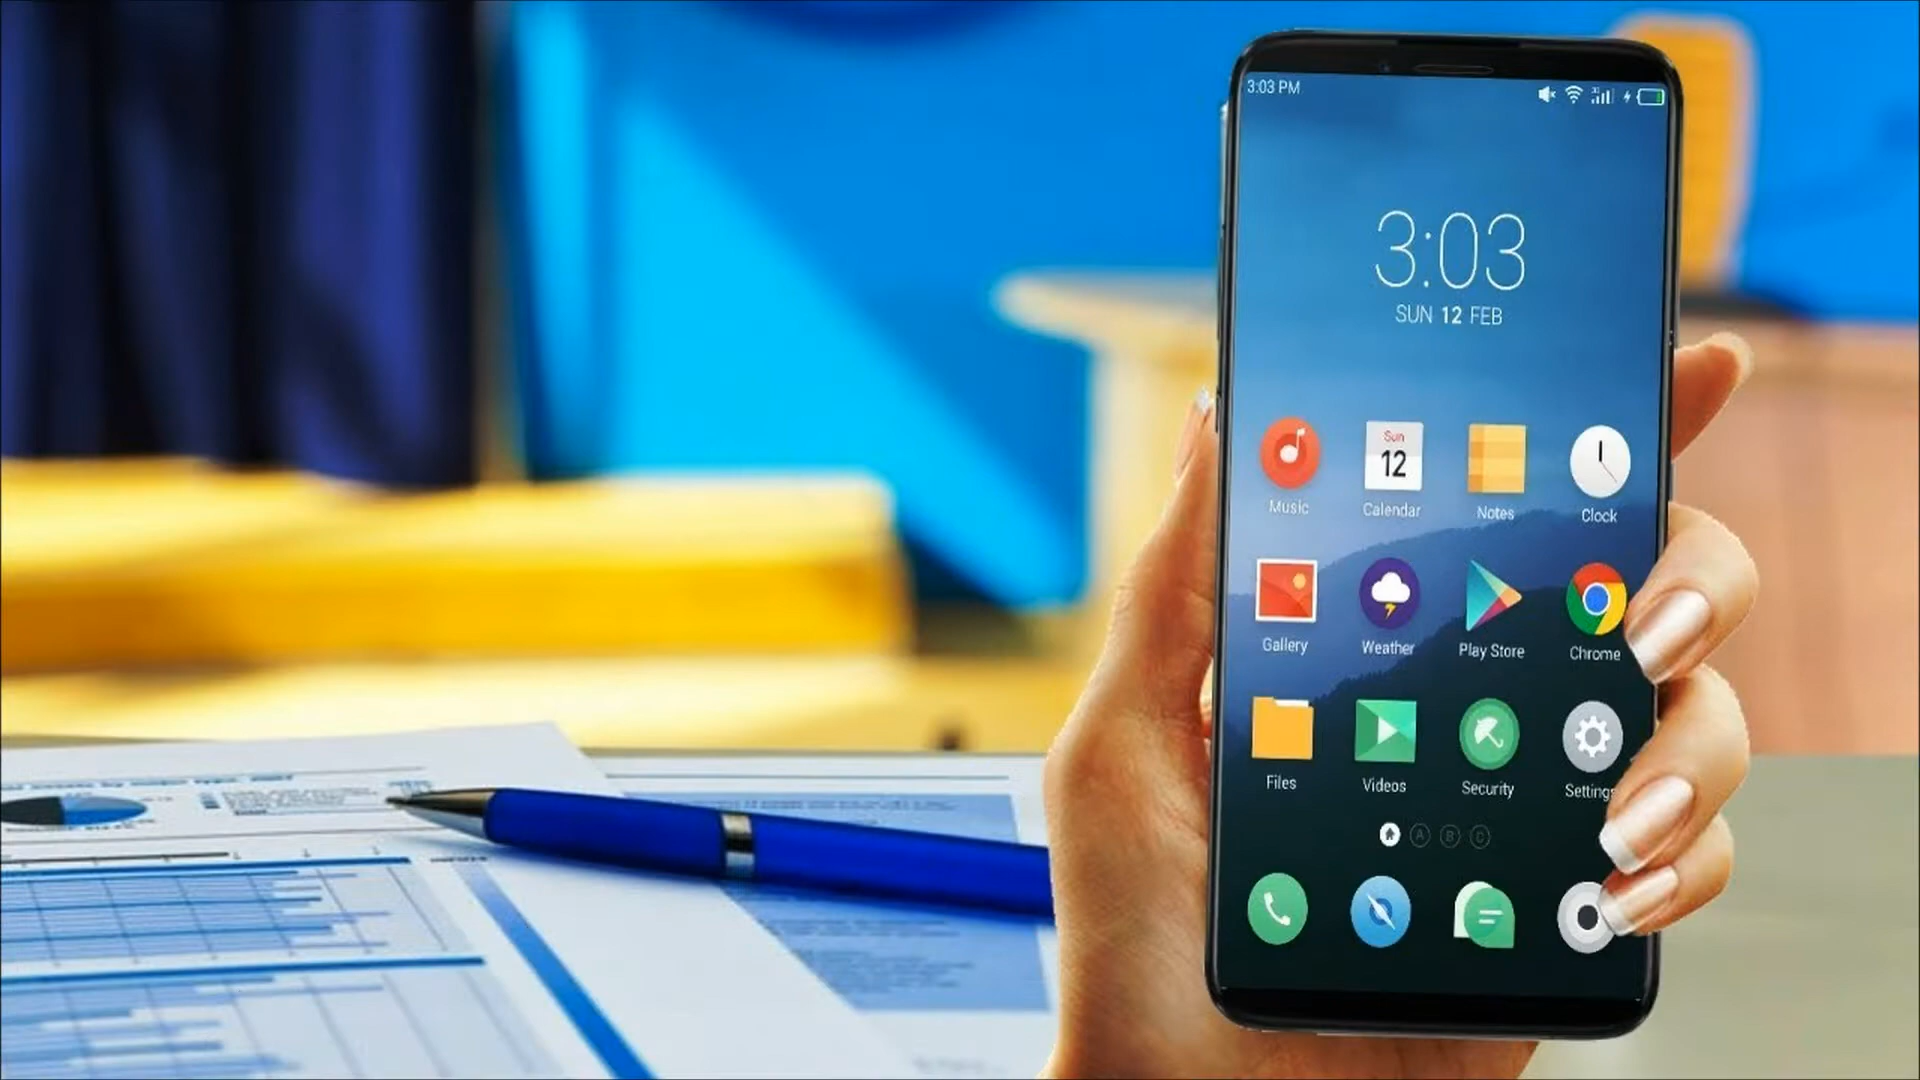 3:03 PM
3:03
SUN 12 FEB
Sun
12
Music
Calendar
Notes
Clock
Gallery
Weather
Play Store
Chrome
Files
Videos
Security
Settings
A B C